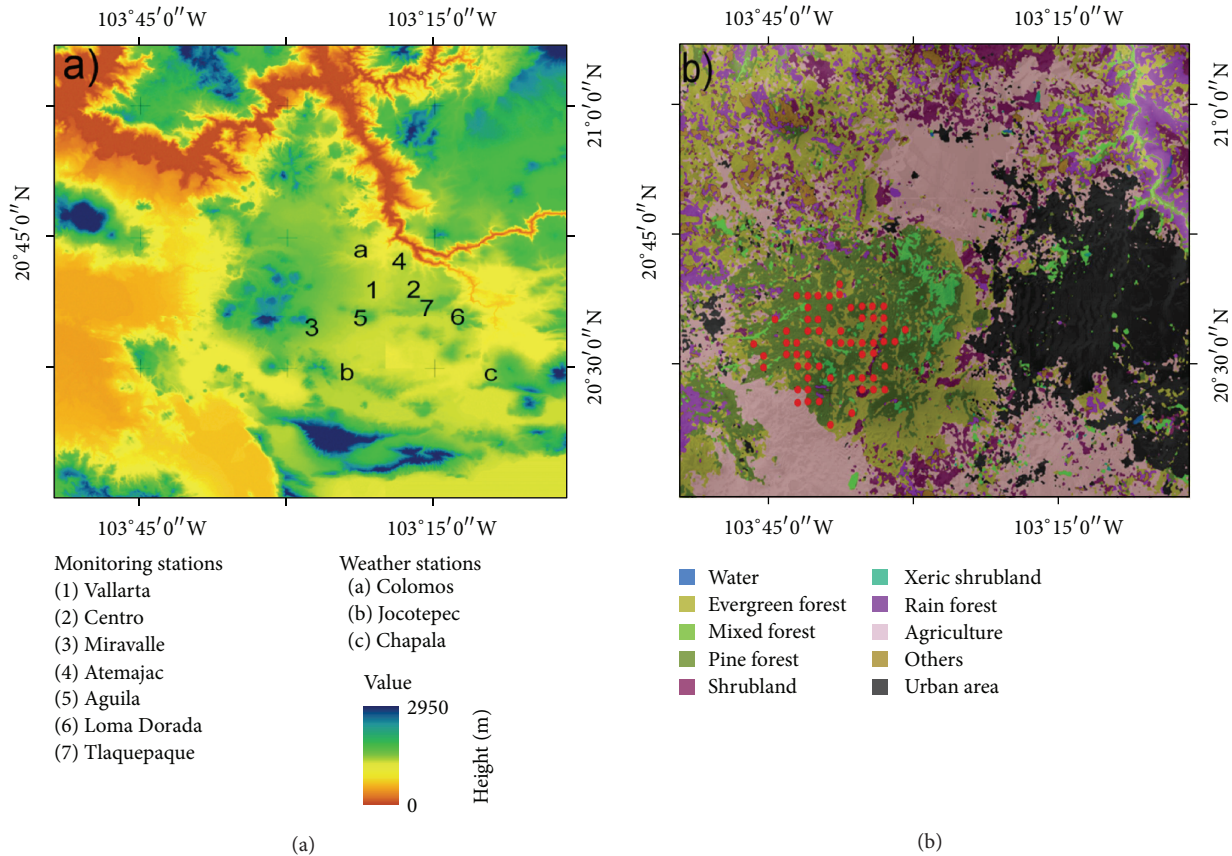 103°45′0″W 103°15′0″W
a)
21°0′0″N
20°45′0″N
20°30′0″N
a
4
1
2
7
5
6
3
b
c
103°45′0″W 103°15′0″W
Monitoring stations
(1) Vallarta
(2) Centro
(3) Miravalle
(4) Atemajac
(5) Aguila
(6) Loma Dorada
(7) Tlaquepaque
Weather stations
(a) Colomos
(b) Jocotepec
(c) Chapala
Value
2950
0
Height (m)
(a)
103°45′0″W 103°15′0″W
b)
21°0′0″N
20°45′0″N
20°30′0″N
103°45′0″W 103°15′0″W
Water
Evergreen forest
Mixed forest
Pine forest
Shrubland
Xeric shrubland
Rain forest
Agriculture
Others
Urban area
(b)